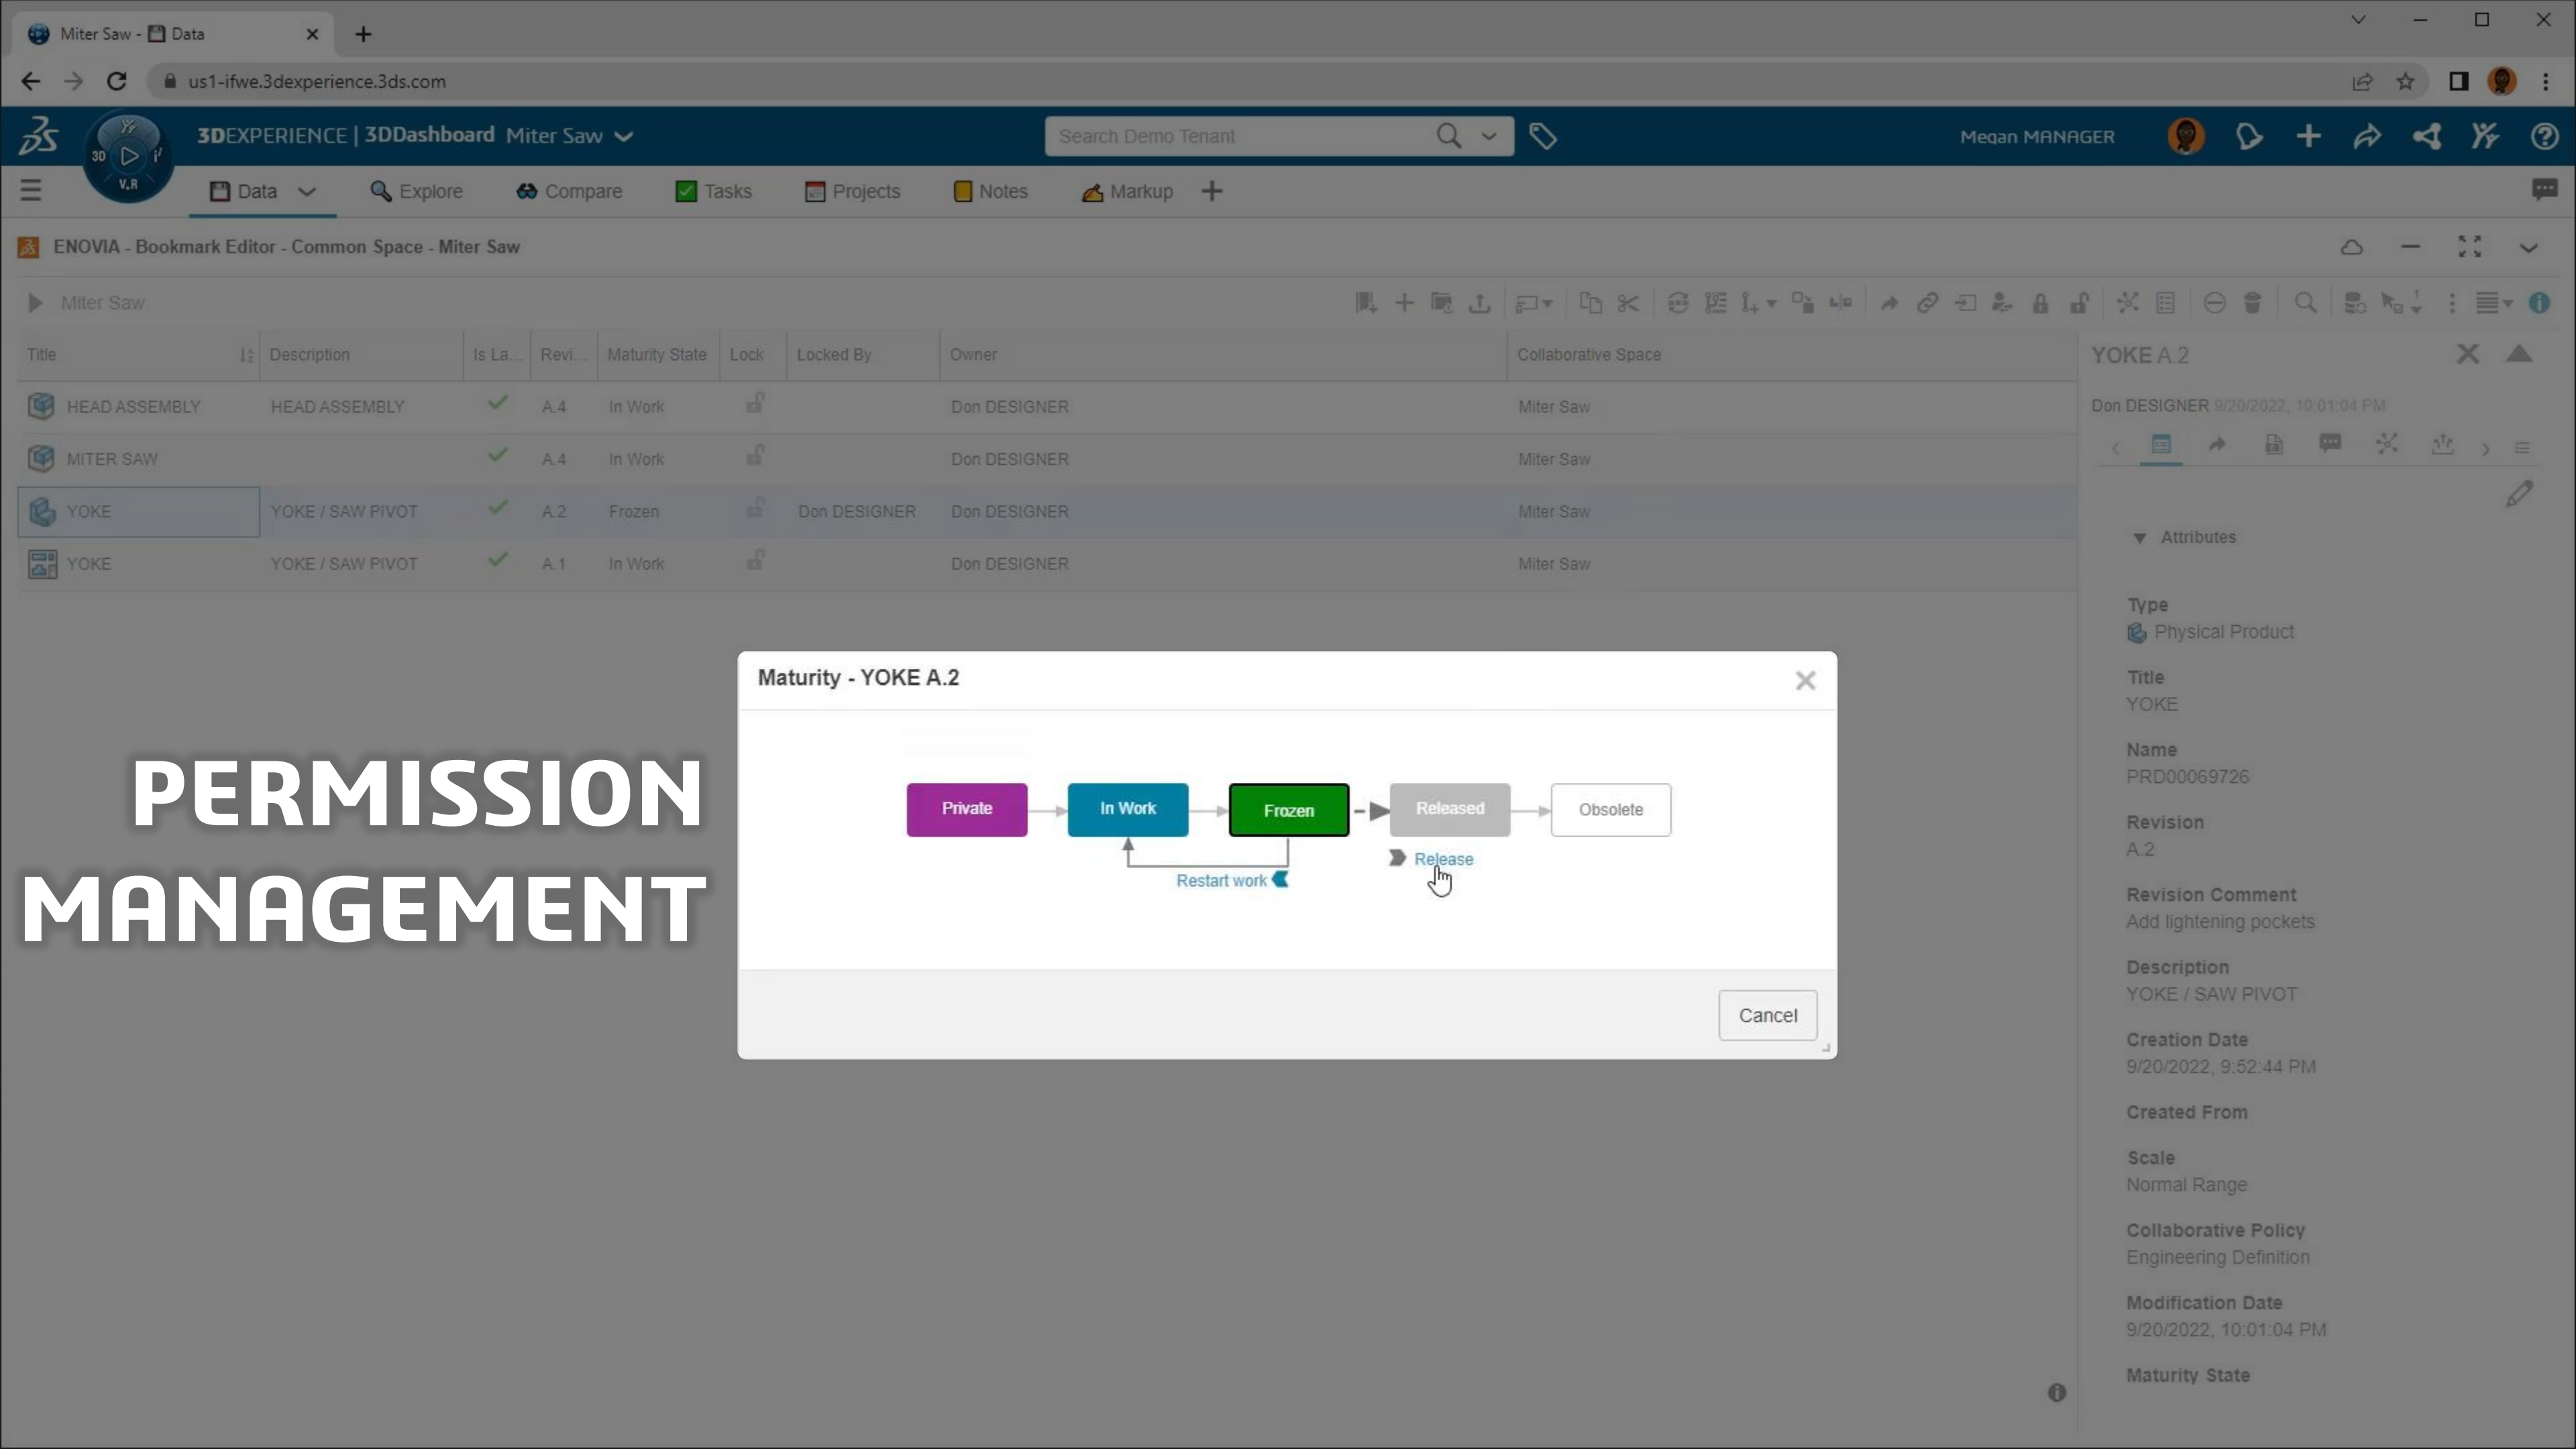 Miter Saw - 💾 Data
us1-ifwe.3dexperience.3ds.com
3DEXPERIENCE | 3DDashboard Miter Saw
Search Demo Tenant
Megan MANAGER
3D
V.R
Data
Explore
Compare
Tasks
Projects
Notes
Markup
ENOVIA - Bookmark Editor - Common Space - Miter Saw
Miter Saw
Title Description Is La... Revi... Maturity State Lock Locked By Owner Collaborative Space
HEAD ASSEMBLY HEAD ASSEMBLY A.4 In Work Don DESIGNER Miter Saw
MITER SAW A.4 In Work Don DESIGNER Miter Saw
YOKE YOKE / SAW PIVOT A.2 Frozen Don DESIGNER Don DESIGNER Miter Saw
YOKE YOKE / SAW PIVOT A.1 In Work Don DESIGNER Miter Saw
PERMISSION
MANAGEMENT
Maturity - YOKE A.2
Private In Work Frozen Released Obsolete
Release
Restart work
Cancel
YOKE A.2
Don DESIGNER 9/20/2022, 10:01:04 PM
Attributes
Type
Physical Product
Title
YOKE
Name
PRD00069726
Revision
A.2
Revision Comment
Add lightening pockets
Description
YOKE / SAW PIVOT
Creation Date
9/20/2022, 9:52:44 PM
Created From
Scale
Normal Range
Collaborative Policy
Engineering Definition
Modification Date
9/20/2022, 10:01:04 PM
Maturity State